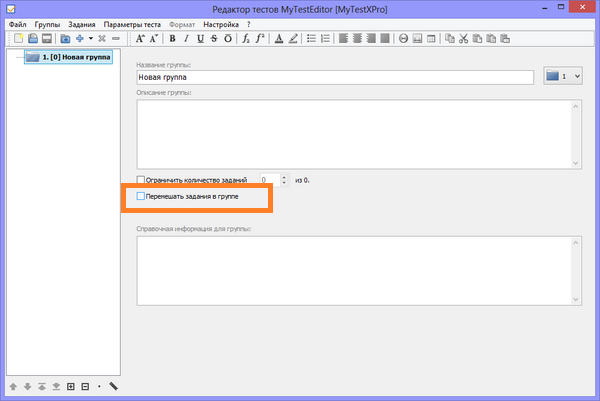 Редактор тестов MyTestEditor [MyTestXPro]
Файл Группы Задания Параметры теста Формат Настройка ?
1. [0] Новая группа
Название группы:
Новая группа
1
Описание группы:
Ограничить количество заданий 0 из 0.
Перемешать задания в группе
Справочная информация для группы: